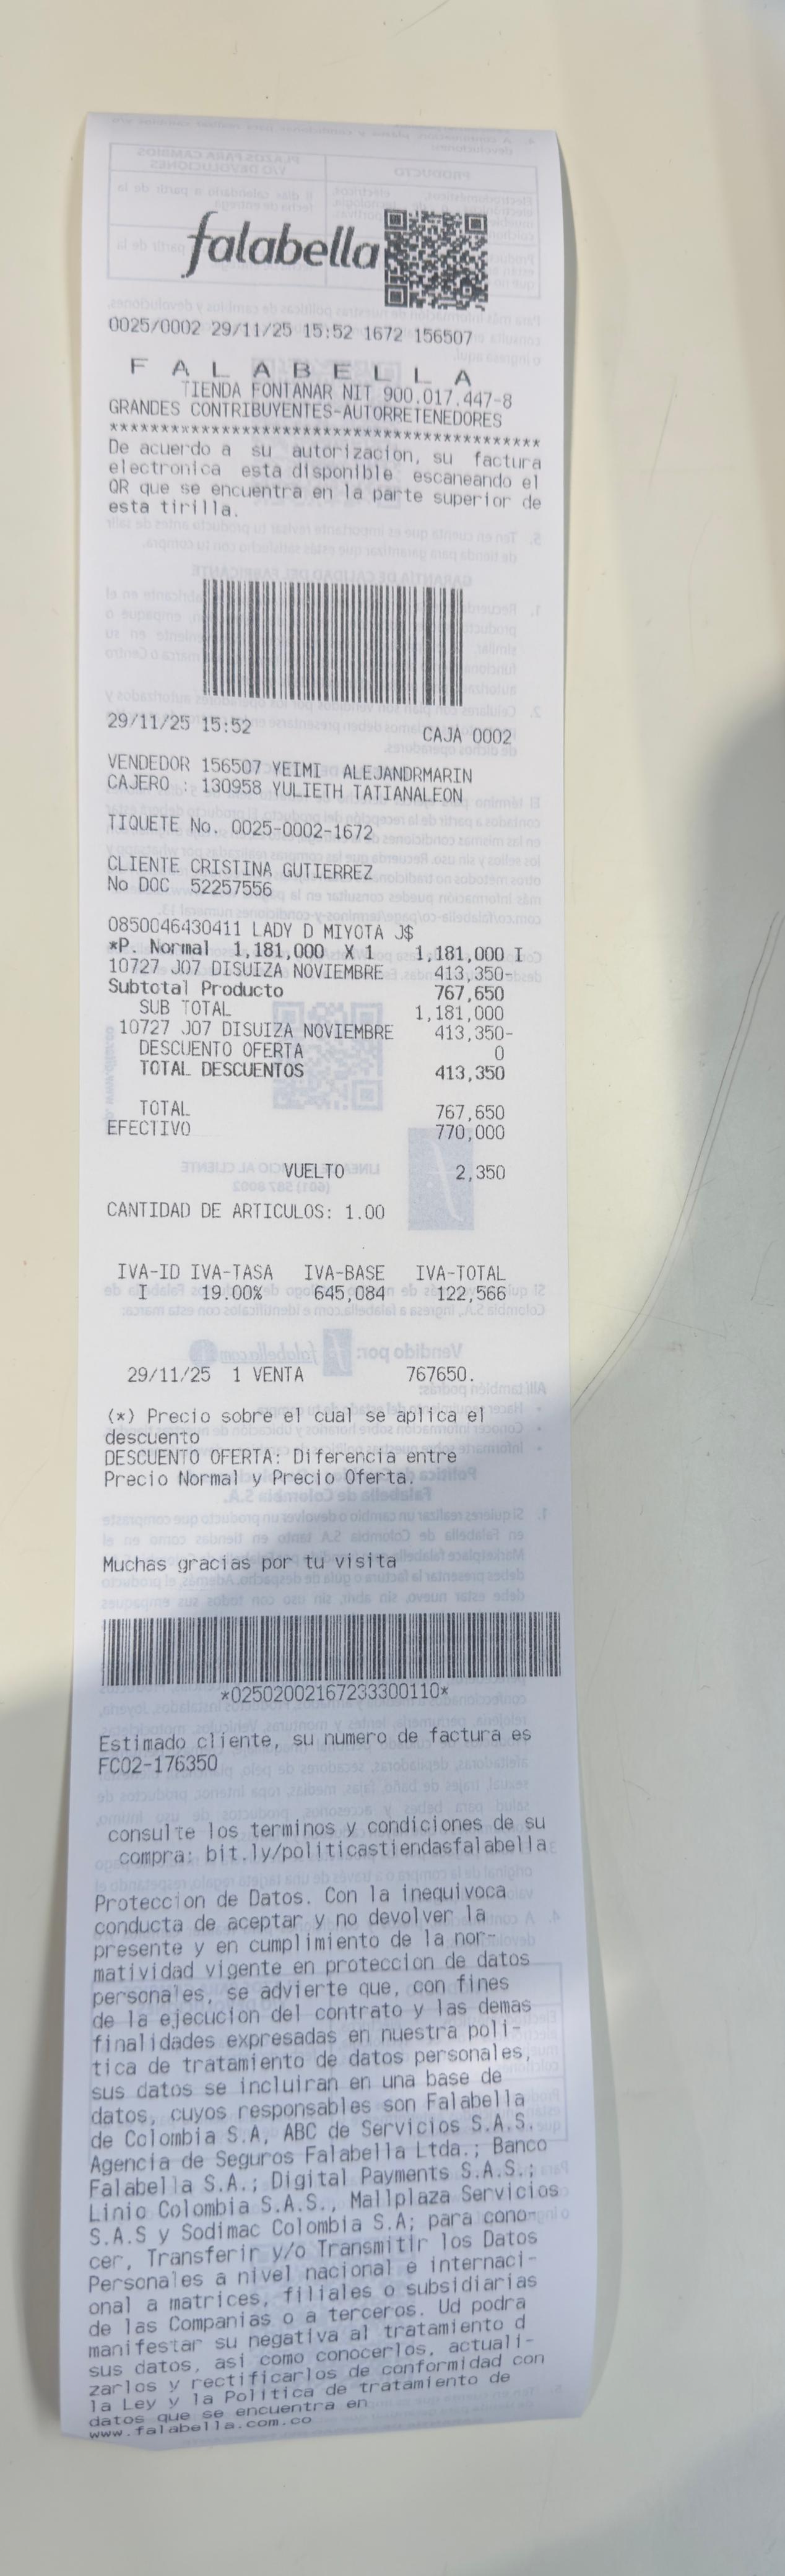 falabella
0025/0002 29/11/25 15:52 1672 156507
F A L A B E L L A
TIENDA FONTANAR NIT 900.017.447-8
GRANDES CONTRIBUYENTES-AUTORRETENEDORES
******************************************
De acuerdo a su autorizacion, su factura
electronica esta disponible escaneando el
QR que se encuentra en la parte superior de
esta tirilla.
29/11/25 15:52 CAJA 0002
VENDEDOR 156507 YEIMI ALEJANDRMARIN
CAJERO : 130958 YULIETH TATIANALEON
TIQUETE No. 0025-0002-1672
CLIENTE CRISTINA GUTIERREZ
No DOC 52257556
0850046430411 LADY D MIYOTA J$
*P. Normal 1,181,000 X 1 1,181,000 I
10727 J07 DISUIZA NOVIEMBRE 413,350-
Subtotal Producto 767,650
SUB TOTAL 1,181,000
10727 J07 DISUIZA NOVIEMBRE 413,350-
DESCUENTO OFERTA 0
TOTAL DESCUENTOS 413,350
TOTAL 767,650
EFECTIVO 770,000
VUELTO 2,350
CANTIDAD DE ARTICULOS: 1.00
IVA-ID IVA-TASA IVA-BASE IVA-TOTAL
I 19.00% 645,084 122,566
29/11/25 1 VENTA 767650.
(*) Precio sobre el cual se aplica el
descuento
DESCUENTO OFERTA: Diferencia entre
Precio Normal y Precio Oferta.
Muchas gracias por tu visita
*02502002167233300110*
Estimado cliente, su numero de factura es
FC02-176350
consulte los terminos y condiciones de su
compra: bit.ly/politicastiendasfalabella
Proteccion de Datos. Con la inequivoca
conducta de aceptar y no devolver la
presente y en cumplimiento de la nor-
matividad vigente en proteccion de datos
personales, se advierte que, con fines
de la ejecucion del contrato y las demas
finalidades expresadas en nuestra poli-
tica de tratamiento de datos personales,
sus datos se incluiran en una base de
datos, cuyos responsables son Falabella
de Colombia S.A, ABC de Servicios S.A.S.
Agencia de Seguros Falabella Ltda.; Banco
Falabella S.A.; Digital Payments S.A.S.;
Linio Colombia S.A.S., Mallplaza Servicios
S.A.S y Sodimac Colombia S.A; para cono-
cer, Transferir y/o Transmitir los Datos
Personales a nivel nacional e internaci-
onal a matrices, filiales o subsidiarias
de las Companias o a terceros. Ud podra
manifestar su negativa al tratamiento d
sus datos, asi como conocerlos, actuali-
zarlos y rectificarlos de conformidad con
la Ley y la Politica de tratamiento de
datos que se encuentra en
www.falabella.com.co